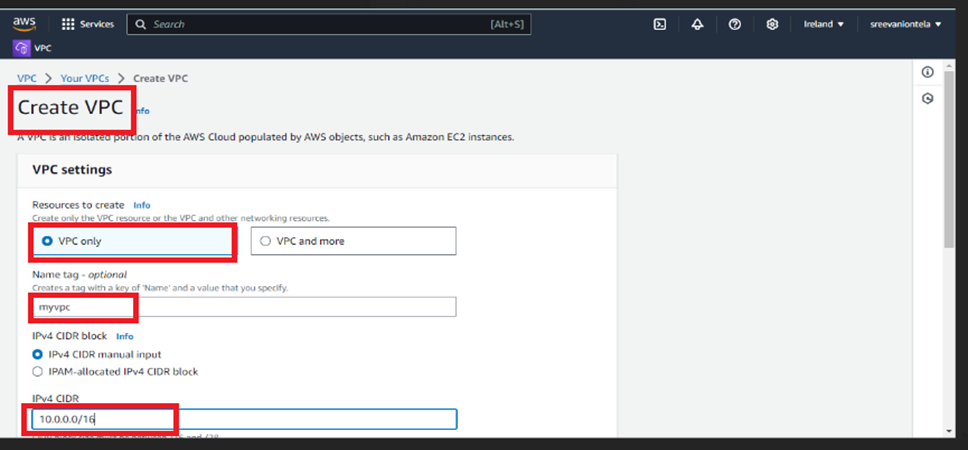 aws Services Search [Alt+S] Ireland ▼ sreevaniontela ▼
VPC
VPC > Your VPCs > Create VPC
Create VPC Info
A VPC is an isolated portion of the AWS Cloud populated by AWS objects, such as Amazon EC2 instances.
VPC settings
Resources to create Info
Create only the VPC resource or the VPC and other networking resources.
VPC only VPC and more
Name tag - optional
Creates a tag with a key of 'Name' and a value that you specify.
myvpc
IPv4 CIDR block Info
IPv4 CIDR manual input
IPAM-allocated IPv4 CIDR block
IPv4 CIDR
10.0.0.0/16